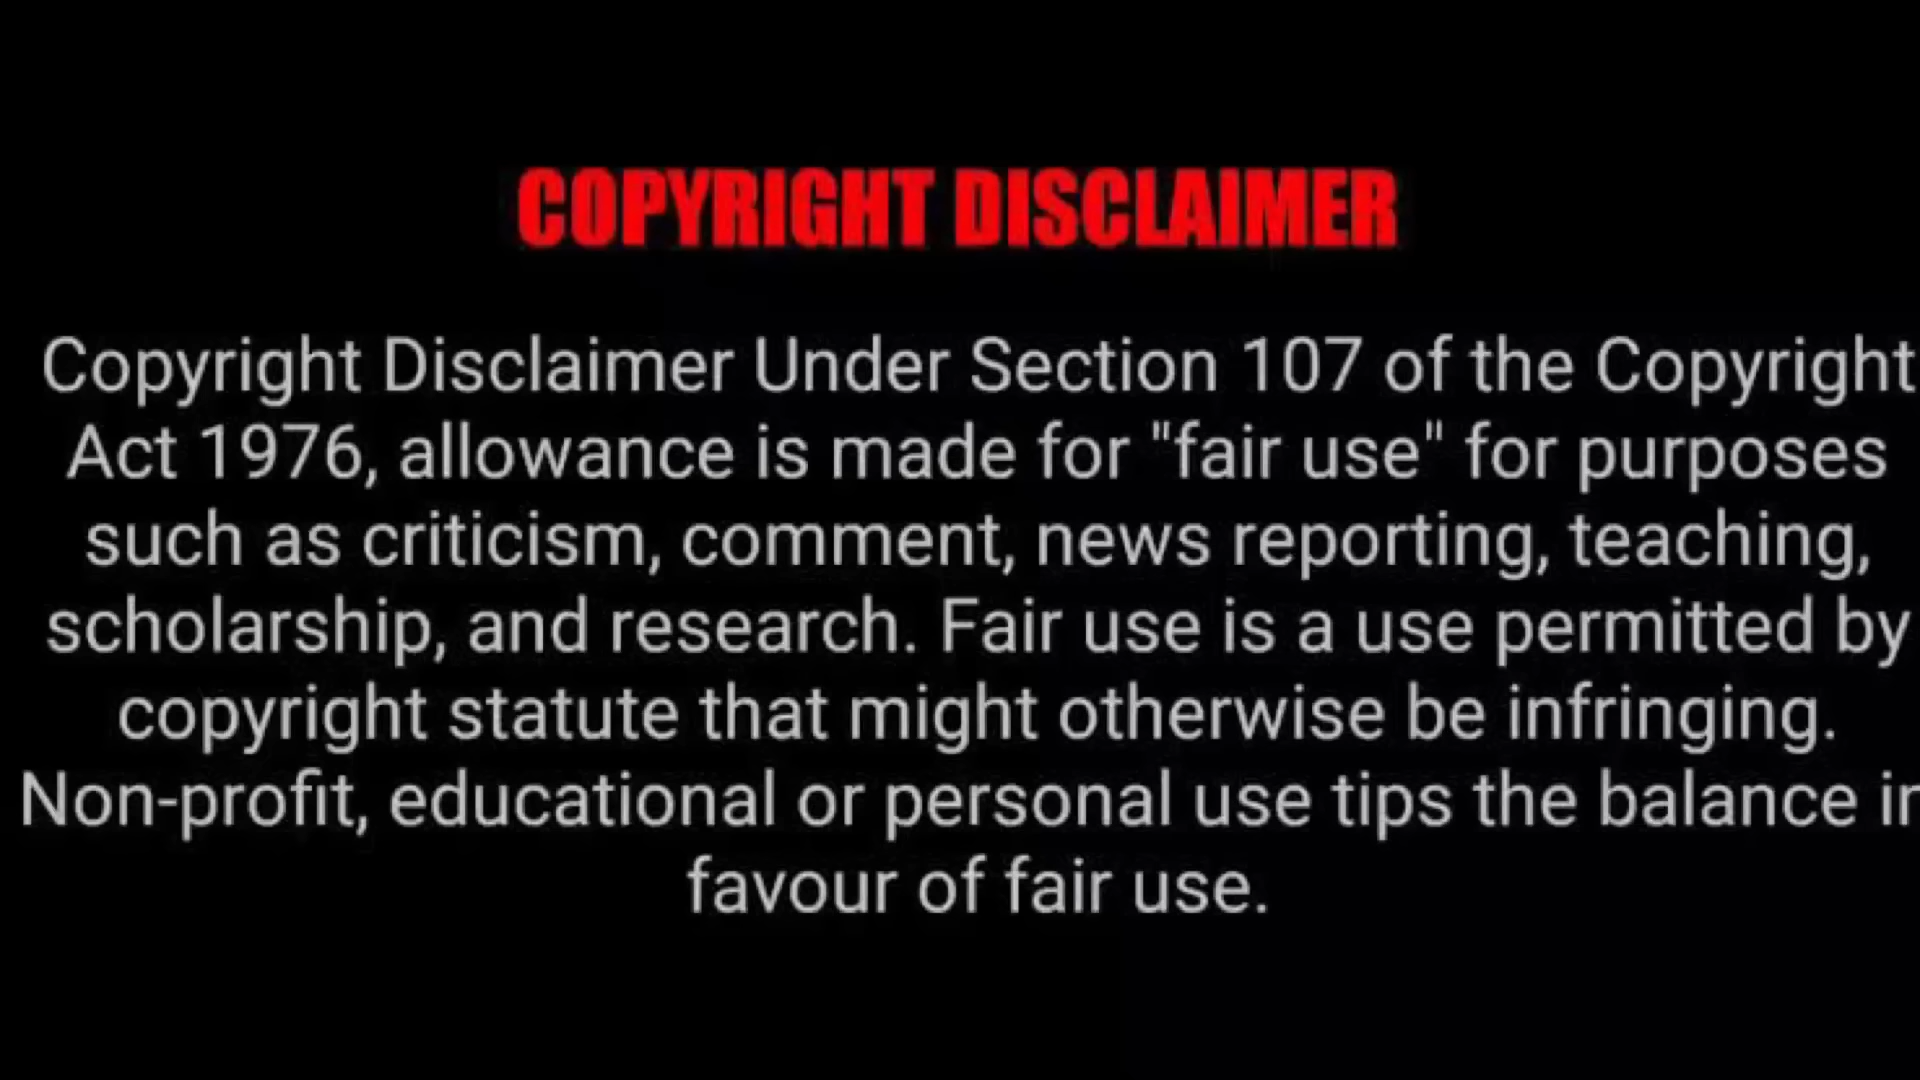 COPYRIGHT DISCLAIMER
Copyright Disclaimer Under Section 107 of the Copyright
Act 1976, allowance is made for "fair use" for purposes
such as criticism, comment, news reporting, teaching,
scholarship, and research. Fair use is a use permitted by
copyright statute that might otherwise be infringing.
Non-profit, educational or personal use tips the balance in
favour of fair use.